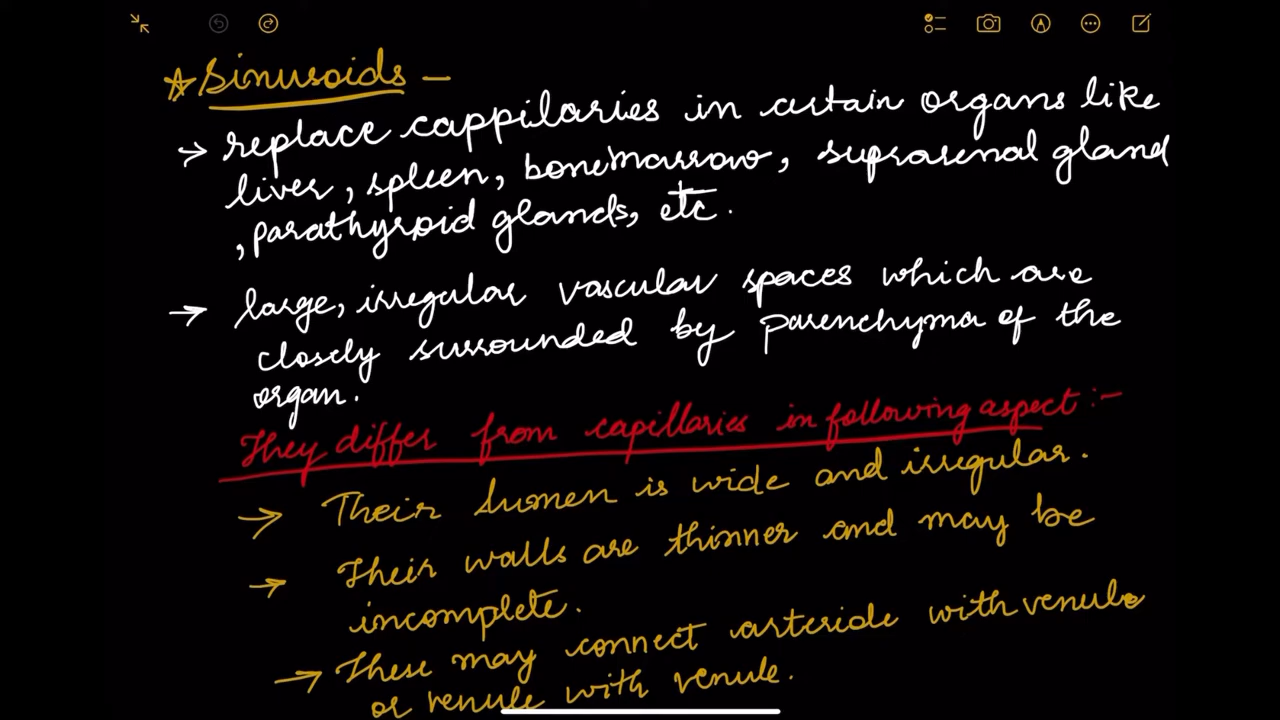 ☆ Sinusoids –
→ replace cappilaries in certain organs like
liver, spleen, bonemarrow, suprarenal gland
, parathyroid glands, etc.
→ large, irregular vascular spaces which are
closely surrounded by parenchyma of the
organ.
They differ from capillaries in following aspect :-
→ Their lumen is wide and irregular.
→ Their walls are thinner and may be
incomplete.
→ These may connect arteriole with venule
or venule with venule.